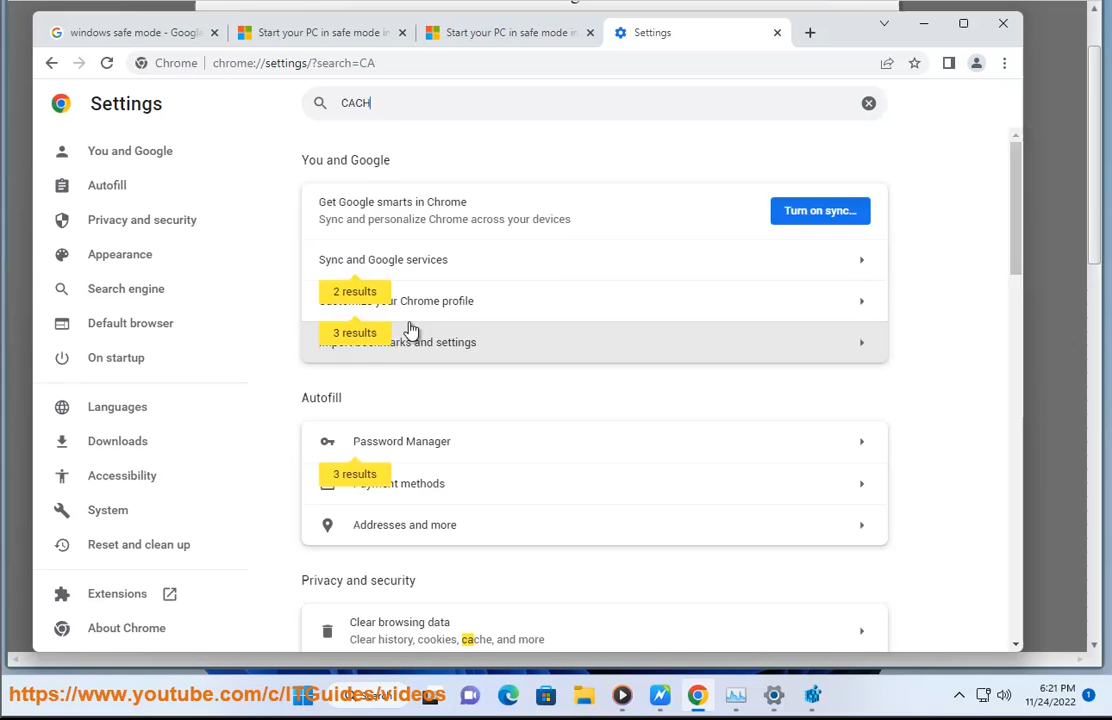 windows safe mode - Google
Start your PC in safe mode in
Start your PC in safe mode in
Settings
Chrome
chrome://settings/?search=CA
Settings
CACH
You and Google
Autofill
Privacy and security
Appearance
Search engine
Default browser
On startup
Languages
Downloads
Accessibility
System
Reset and clean up
Extensions
About Chrome
You and Google
Get Google smarts in Chrome
Sync and personalize Chrome across your devices
Turn on sync...
Sync and Google services
2 results
your Chrome profile
3 results
and settings
Autofill
Password Manager
3 results
methods
Addresses and more
Privacy and security
Clear browsing data
Clear history, cookies, cache, and more
https://www.youtube.com/c/ITGuides/videos
6:21 PM
11/24/2022
1